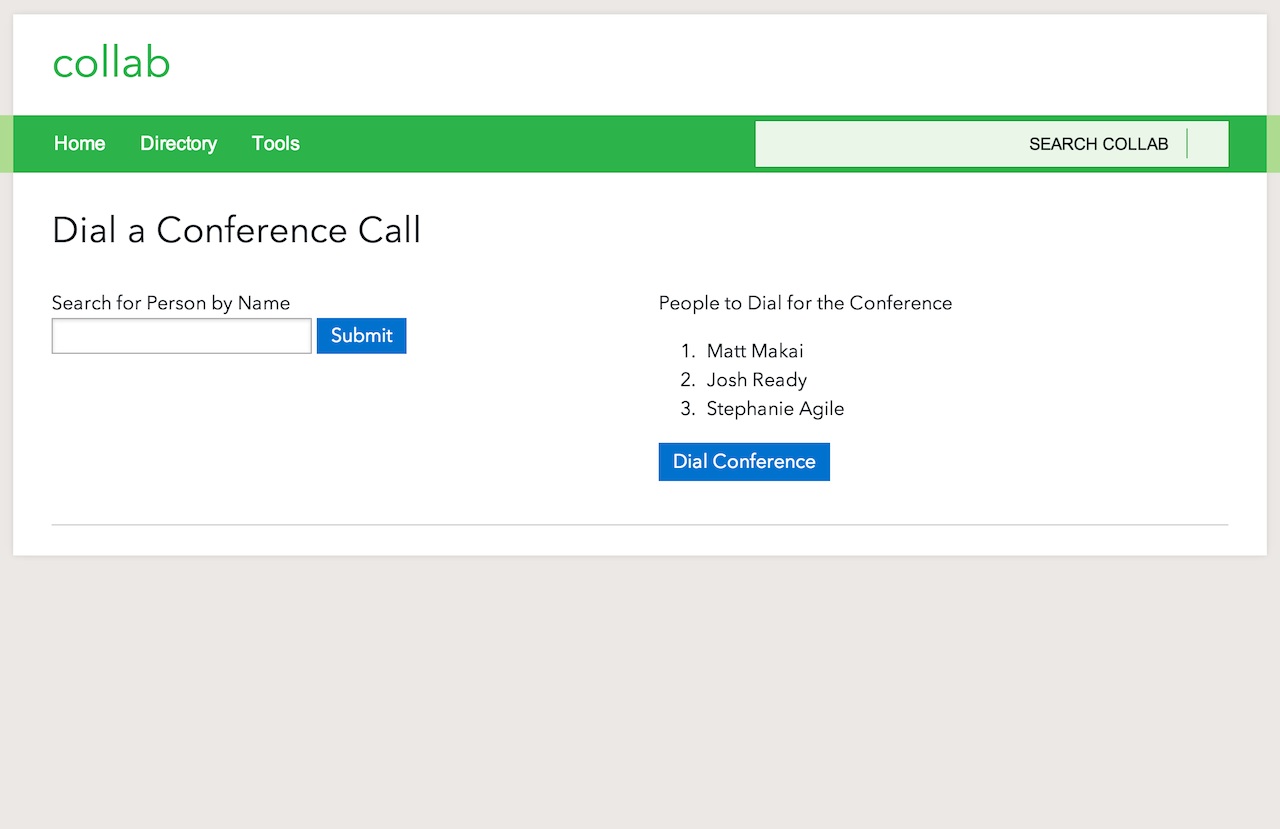 collab
Home Directory Tools SEARCH COLLAB
Dial a Conference Call
Search for Person by Name
Submit
People to Dial for the Conference
1. Matt Makai
2. Josh Ready
3. Stephanie Agile
Dial Conference